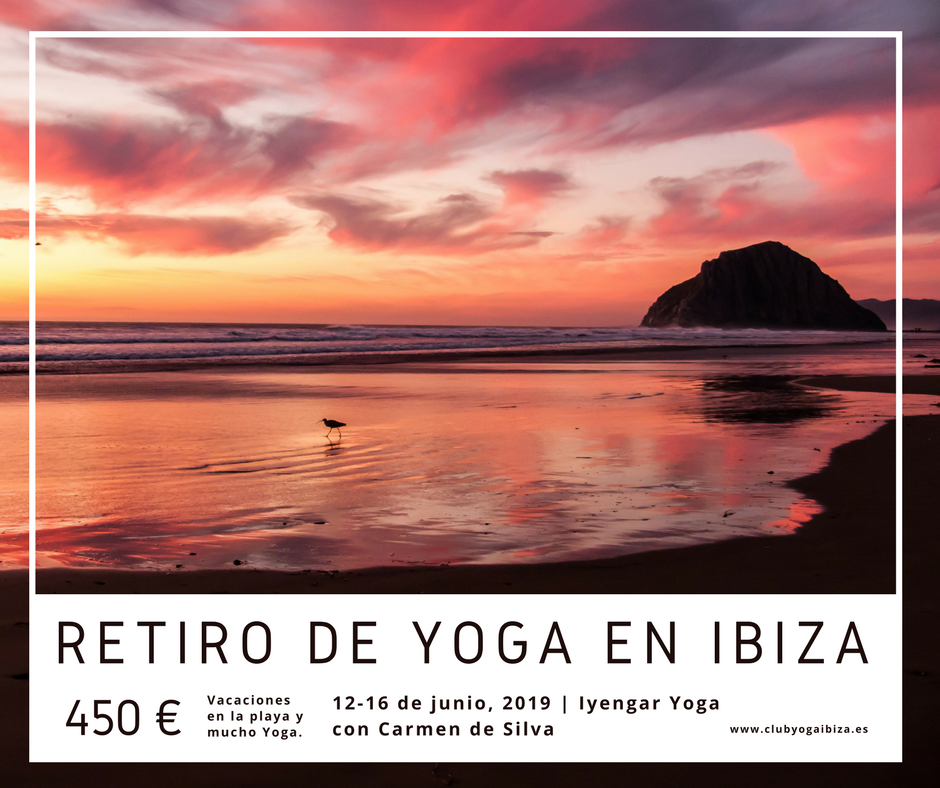 RETIRO DE YOGA EN IBIZA
450 €
Vacaciones
en la playa y
mucho Yoga.
12-16 de junio, 2019 | Iyengar Yoga
con Carmen de Silva
www.clubyogaibiza.es